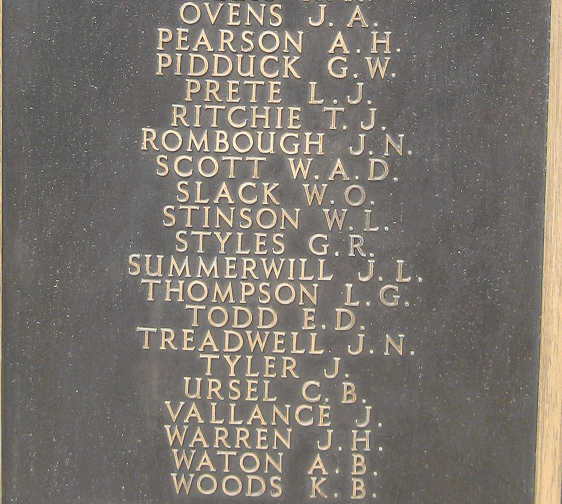 OVENS J. A.
PEARSON A. H.
PIDDUCK G. W.
PRETE L. J.
RITCHIE T. J.
ROMBOUGH J. N.
SCOTT W. A. D.
SLACK W. O.
STINSON W. L.
STYLES G. R.
SUMMERWILL J. L.
THOMPSON L. G.
TODD E. D.
TREADWELL J. N.
TYLER J.
URSEL C. B.
VALLANCE J.
WARREN J. H.
WATON A. B.
WOODS K. B.